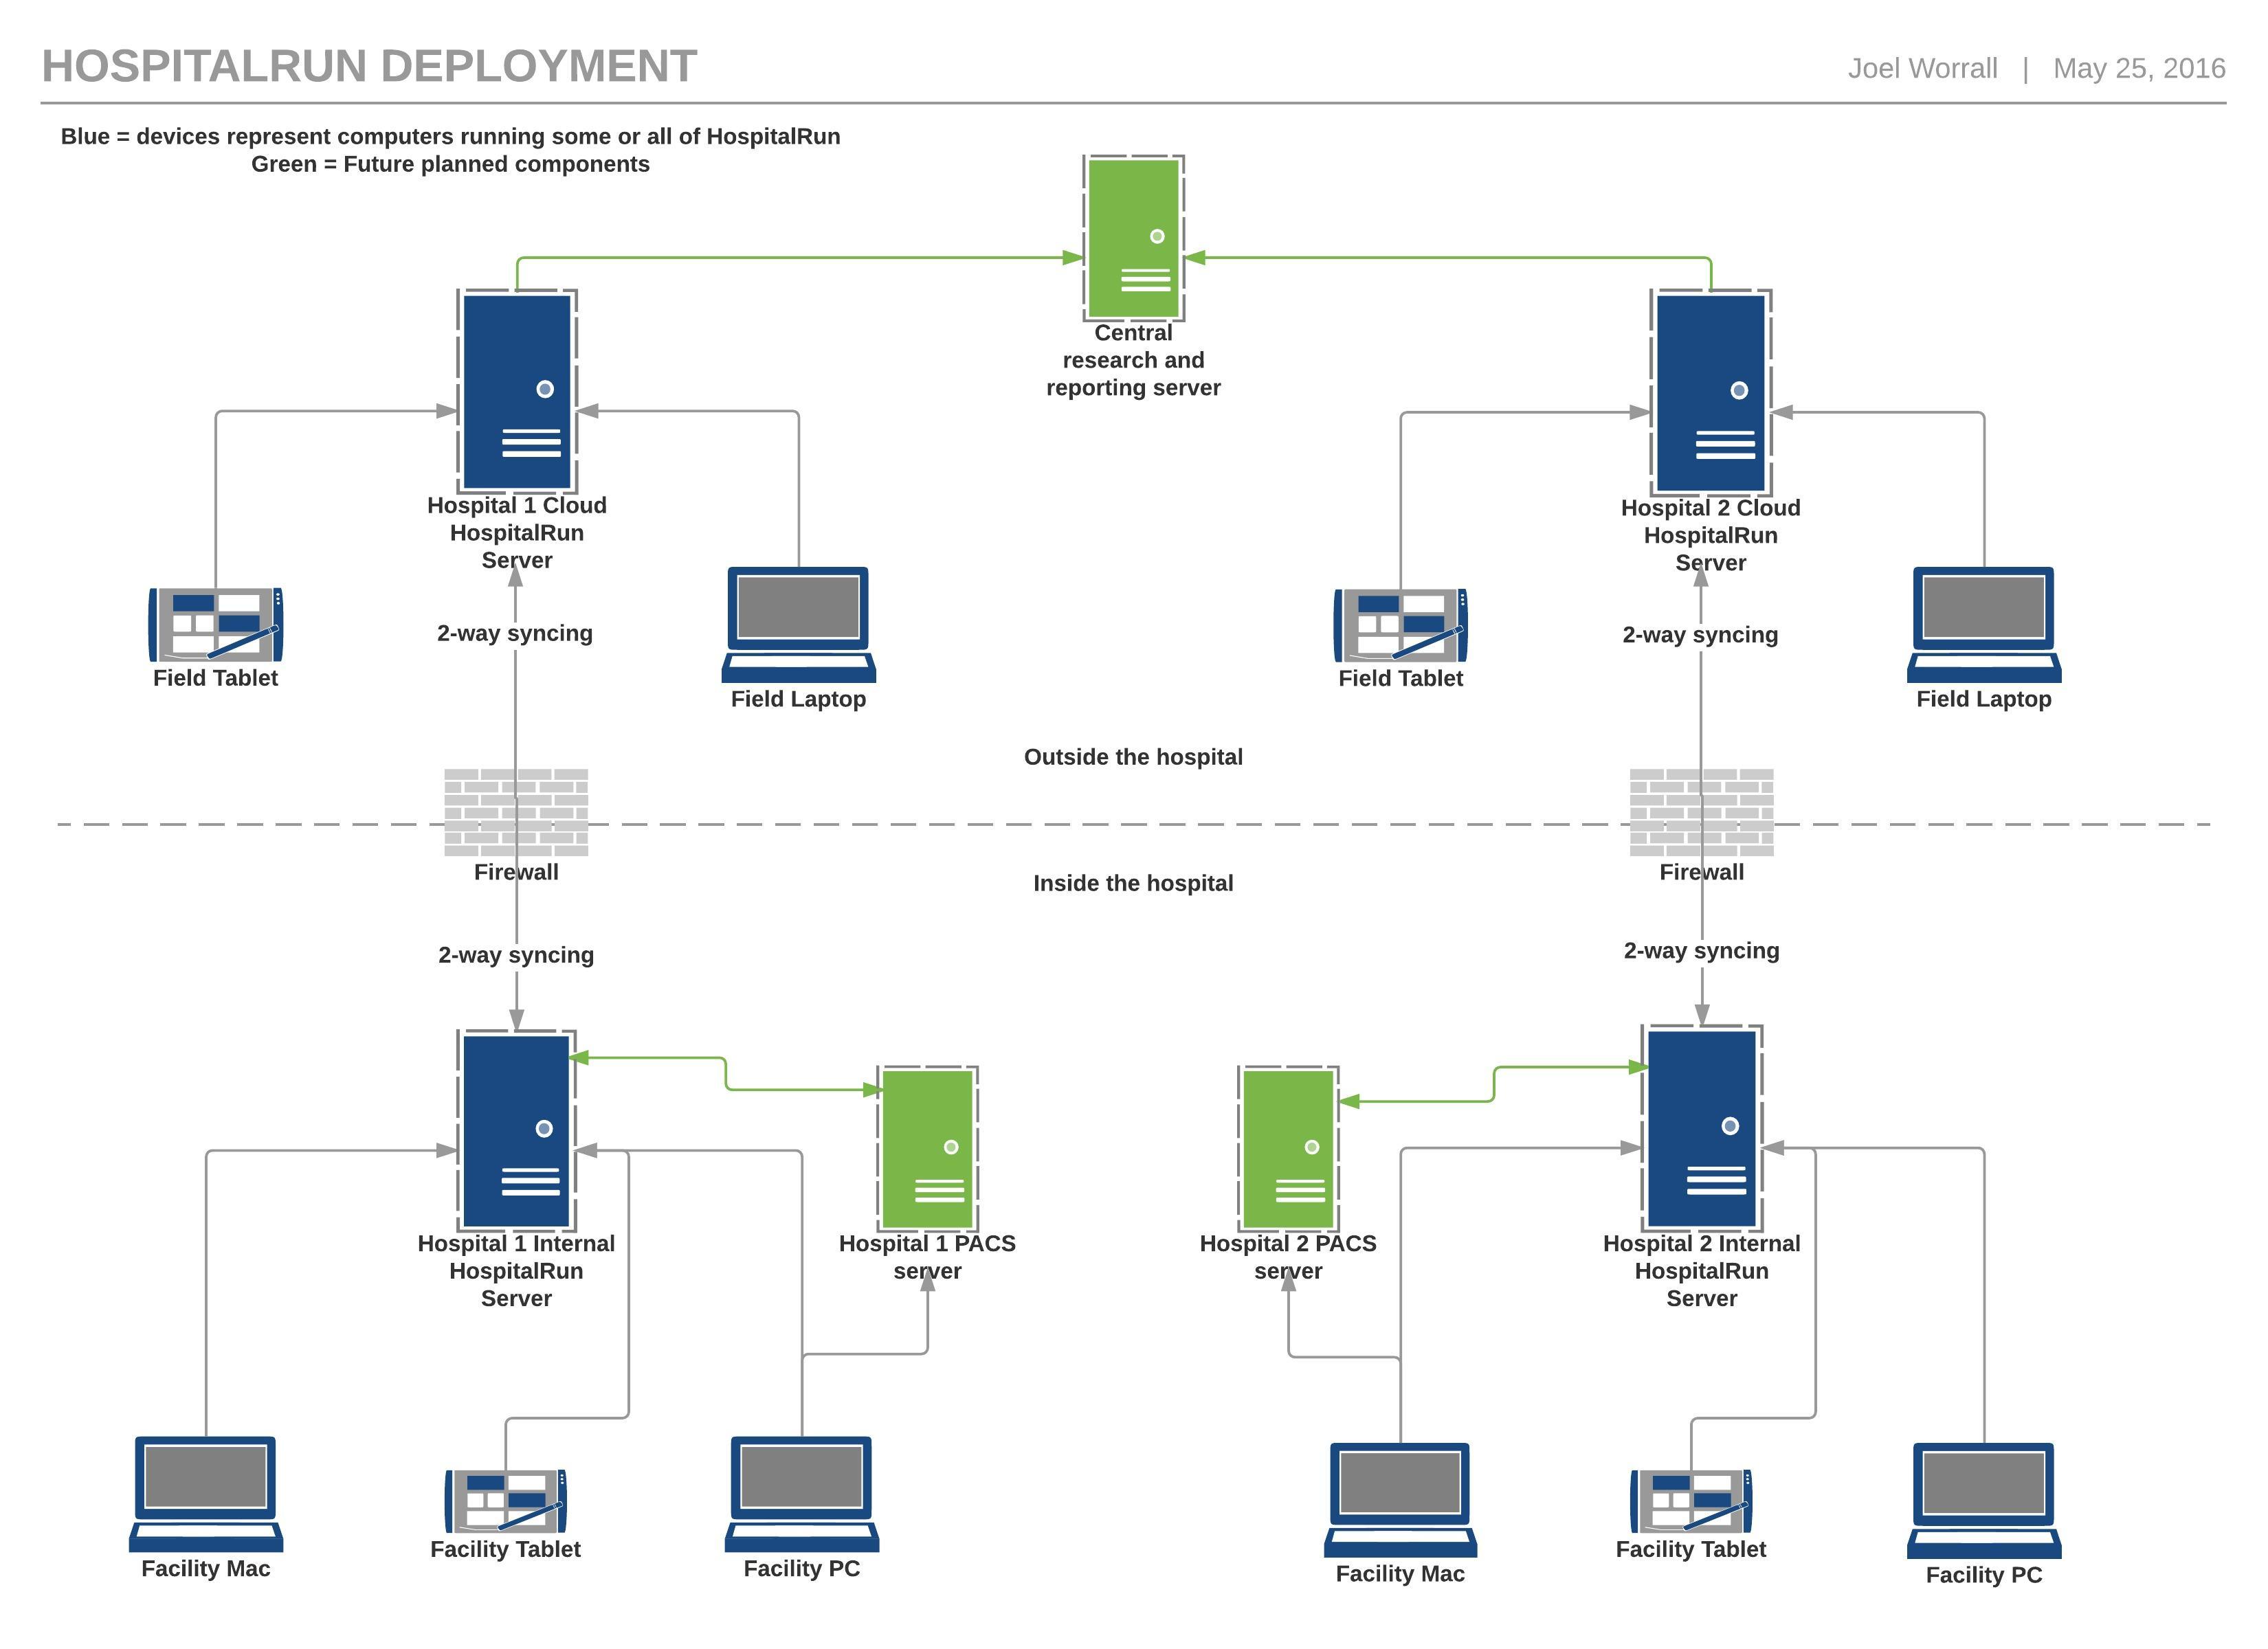 HOSPITALRUN DEPLOYMENT
Joel Worrall | May 25, 2016
Blue = devices represent computers running some or all of HospitalRun
Green = Future planned components
Central
research and
reporting server
Hospital 1 Cloud
HospitalRun
Server
Hospital 2 Cloud
HospitalRun
Server
2-way syncing
2-way syncing
Field Tablet
Field Laptop
Field Tablet
Field Laptop
Outside the hospital
Firewall
Firewall
Inside the hospital
2-way syncing
2-way syncing
Hospital 1 Internal
HospitalRun
Server
Hospital 1 PACS
server
Hospital 2 PACS
server
Hospital 2 Internal
HospitalRun
Server
Facility Mac
Facility Tablet
Facility PC
Facility Mac
Facility Tablet
Facility PC